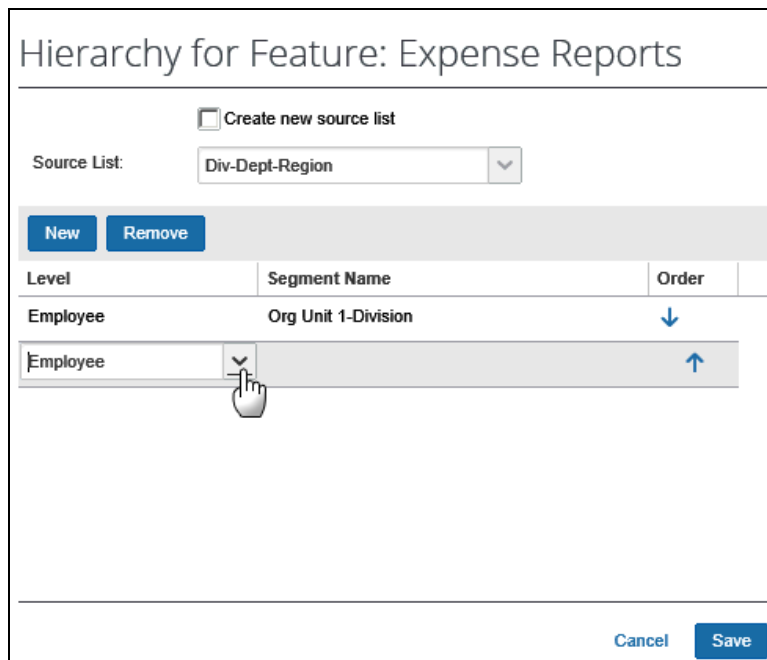 Hierarchy for Feature: Expense Reports
Create new source list
Source List: Div-Dept-Region
New Remove
Level Segment Name Order
Employee Org Unit 1-Division
Employee
Cancel Save